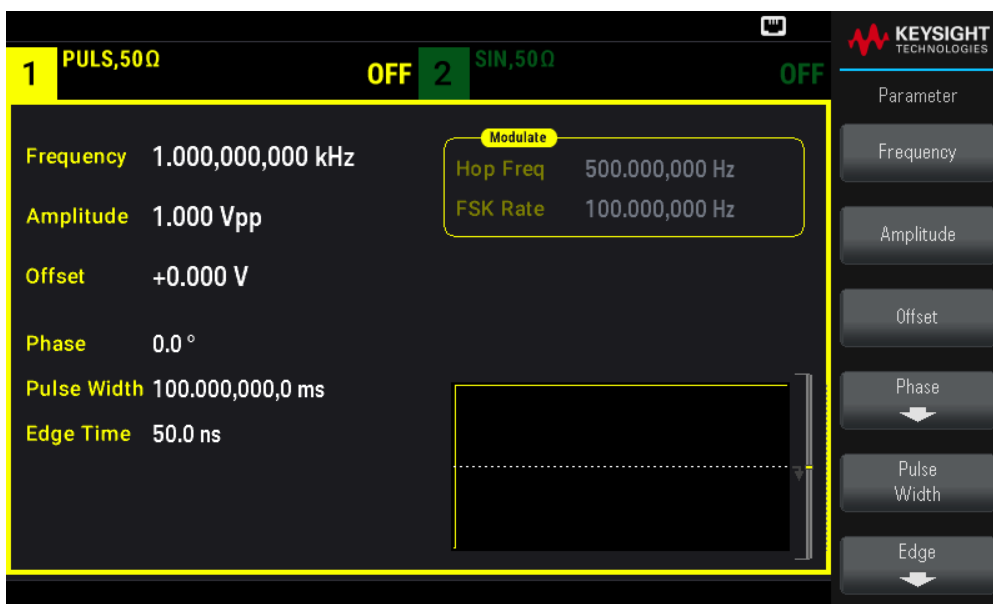 KEYSIGHT
TECHNOLOGIES
1 PULS,50Ω OFF
2 SIN,50Ω OFF
Frequency 1.000,000,000 kHz
Amplitude 1.000 Vpp
Offset +0.000 V
Phase 0.0 °
Pulse Width 100.000,000,0 ms
Edge Time 50.0 ns
Modulate
Hop Freq 500.000,000 Hz
FSK Rate 100.000,000 Hz
Parameter
Frequency
Amplitude
Offset
Phase
Pulse
Width
Edge